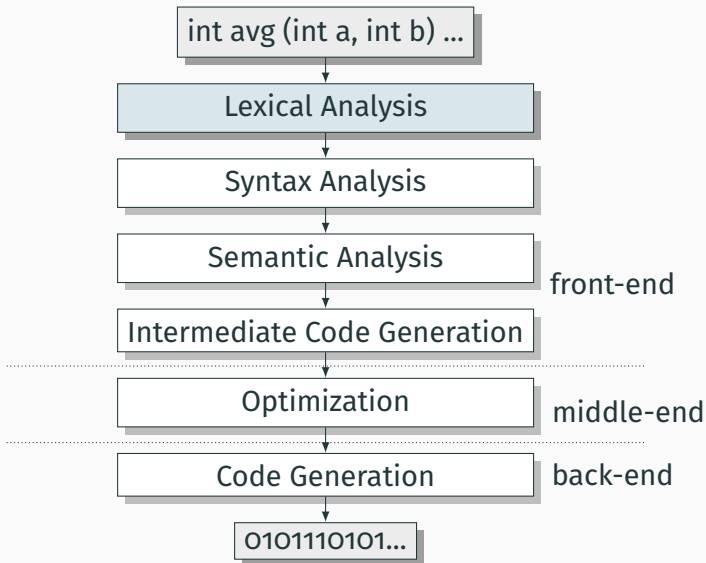 int avg (int a, int b) ...
Lexical Analysis
Syntax Analysis
Semantic Analysis
front-end
Intermediate Code Generation
Optimization
middle-end
Code Generation
back-end
0101110101...